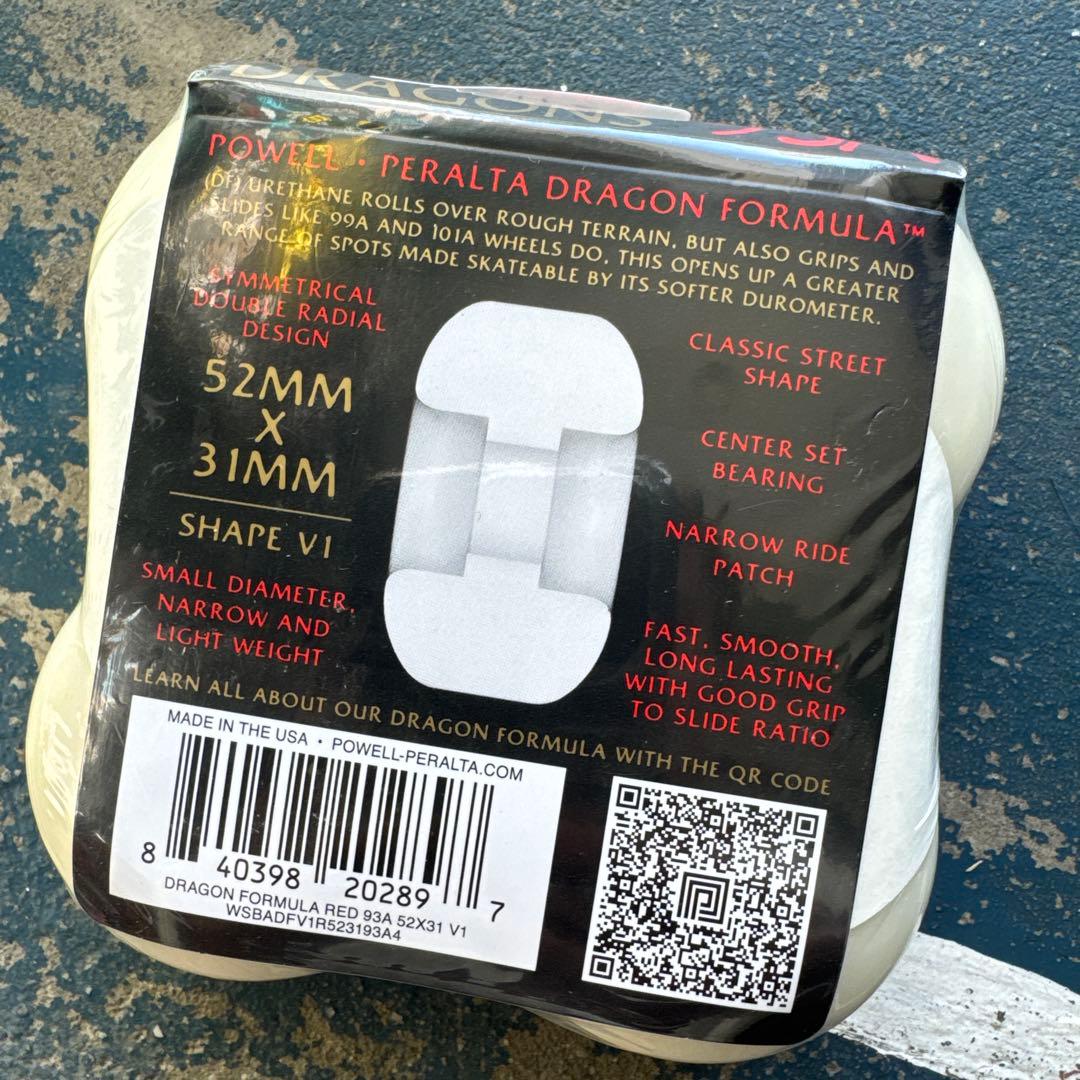 DRAGONS
93A
POWELL • PERALTA DRAGON FORMULA™
(DF) URETHANE ROLLS OVER ROUGH TERRAIN, BUT ALSO GRIPS AND
SLIDES LIKE 99A AND 101A WHEELS DO, THIS OPENS UP A GREATER
RANGE OF SPOTS MADE SKATEABLE BY ITS SOFTER DUROMETER.
SYMMETRICAL
DOUBLE RADIAL
DESIGN
52MM
X
31MM
SHAPE V1
SMALL DIAMETER,
NARROW AND
LIGHT WEIGHT
CLASSIC STREET
SHAPE
CENTER SET
BEARING
NARROW RIDE
PATCH
FAST, SMOOTH,
LONG LASTING
WITH GOOD GRIP
TO SLIDE RATIO
LEARN ALL ABOUT OUR DRAGON FORMULA WITH THE QR CODE
MADE IN THE USA • POWELL-PERALTA.COM
8 40398 20289 7
DRAGON FORMULA RED 93A 52X31 V1
WSBADFV1R523193A4